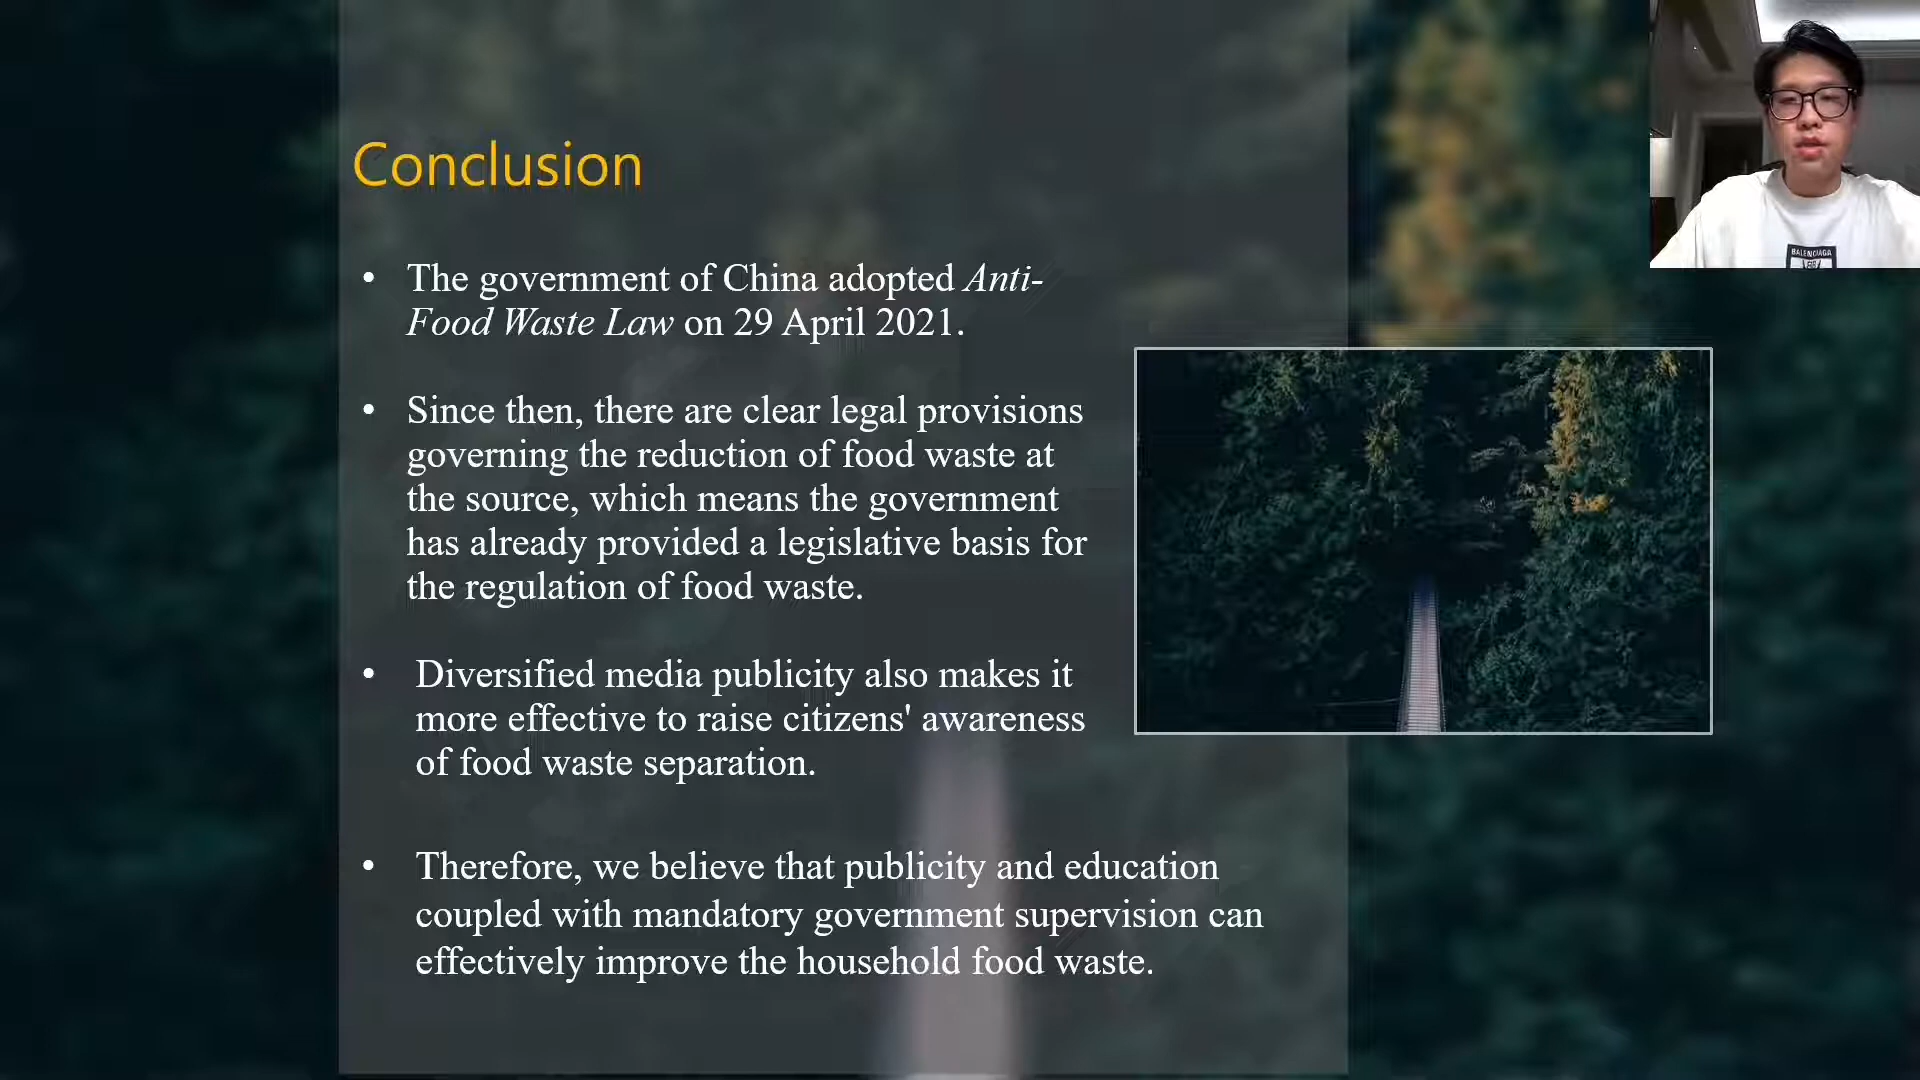 Conclusion
• The government of China adopted Anti-
Food Waste Law on 29 April 2021.
• Since then, there are clear legal provisions
governing the reduction of food waste at
the source, which means the government
has already provided a legislative basis for
the regulation of food waste.
• Diversified media publicity also makes it
more effective to raise citizens' awareness
of food waste separation.
• Therefore, we believe that publicity and education
coupled with mandatory government supervision can
effectively improve the household food waste.
BALENCIAGA